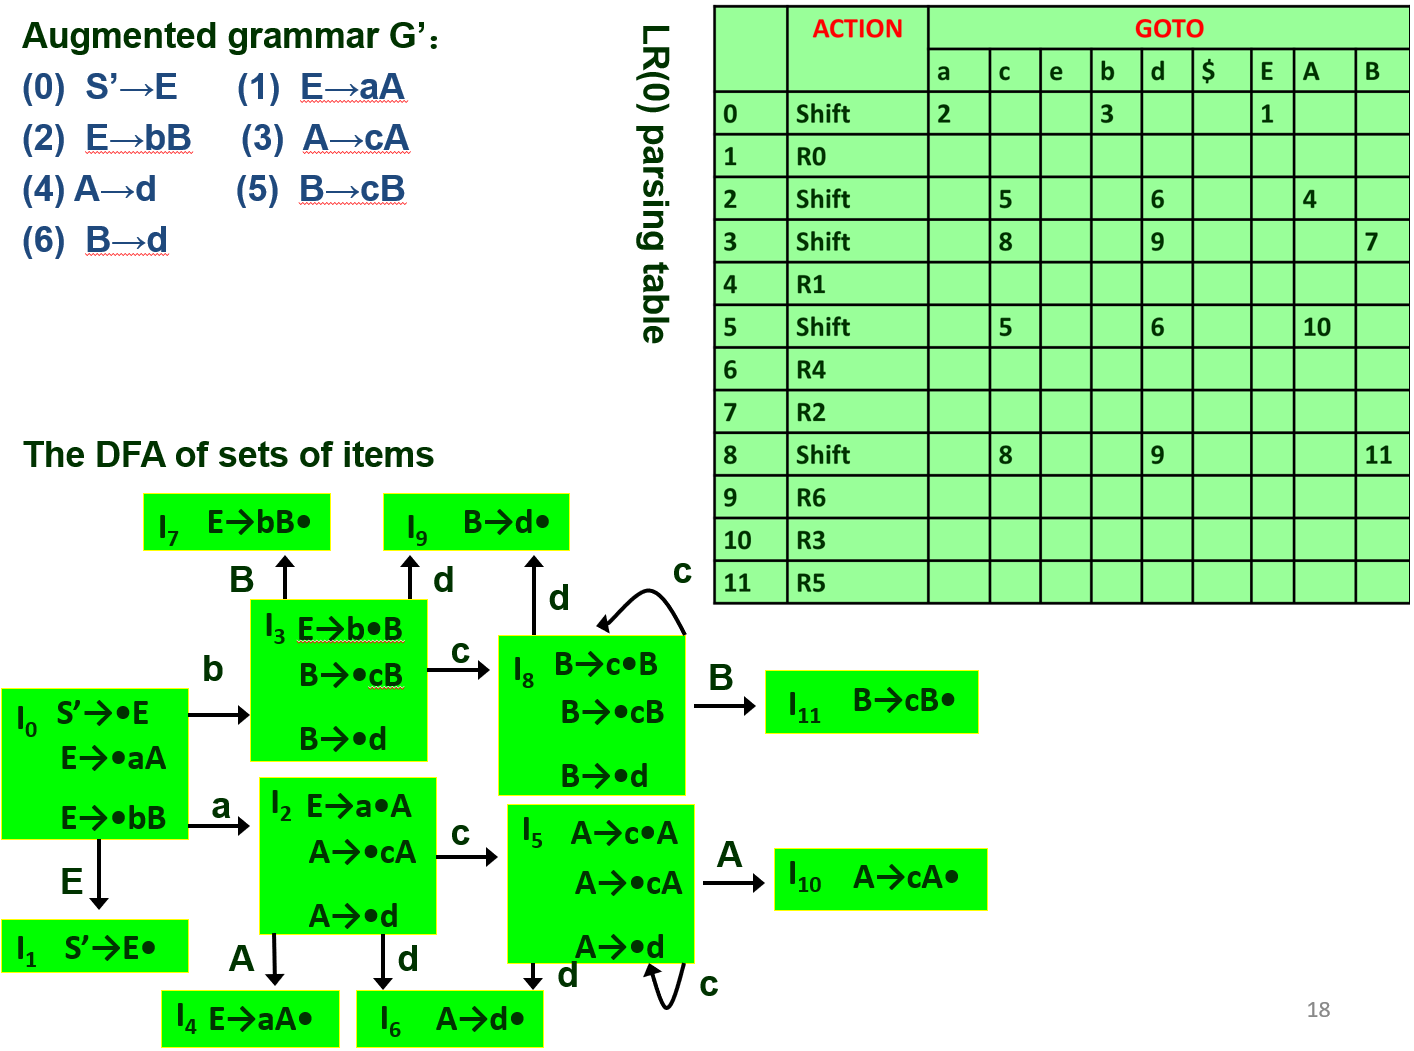 Augmented grammar G’：
(0) S’→E (1) E→aA
(2) E→bB (3) A→cA
(4) A→d (5) B→cB
(6) B→d
LR(0) parsing table
ACTION GOTO
a c e b d $ E A B
0 Shift 2 3 1
1 R0
2 Shift 5 6 4
3 Shift 8 9 7
4 R1
5 Shift 5 6 10
6 R4
7 R2
8 Shift 8 9 11
9 R6
10 R3
11 R5
The DFA of sets of items
I7 E→bB•
I9 B→d•
B
d
d
c
I3 E→b•B
B→•cB
B→•d
c
I8 B→c•B
B→•cB
B→•d
B
I11 B→cB•
b
I0 S’→•E
E→•aA
E→•bB
a
E
I1 S’→E•
I2 E→a•A
A→•cA
A→•d
c
I5 A→c•A
A→•cA
A→•d
A
I10 A→cA•
A
d
d
c
I4 E→aA•
I6 A→d•
18